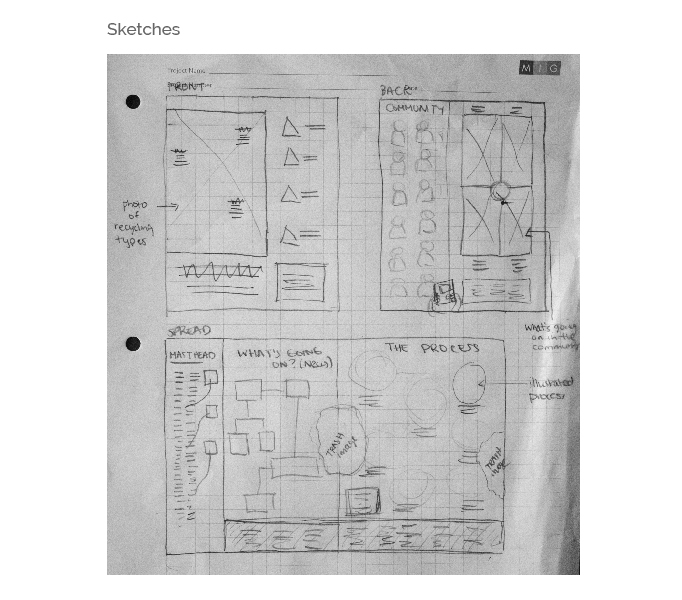 Sketches
Project Name
M I G
FRONT
BACK
COMMUNITY
photo
of
recycling
types
What's going
on in the
community
SPREAD
MASTHEAD
WHAT'S GOING
ON? (News)
THE PROCESS
illustrated
process
TRASH
image
TRASH
image